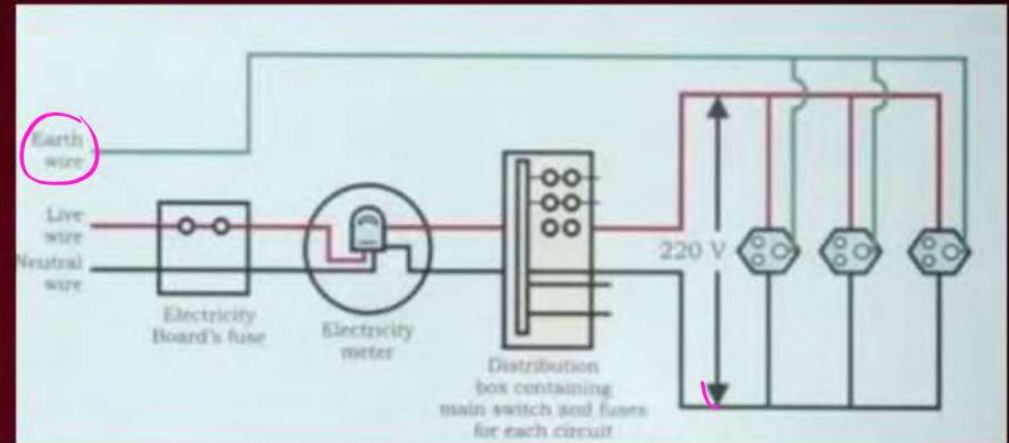 Earth
wire
Live
wire
Neutral
wire
Electricity
Board's fuse
Electricity
meter
Distribution
box containing
main switch and fuses
for each circuit
220 V